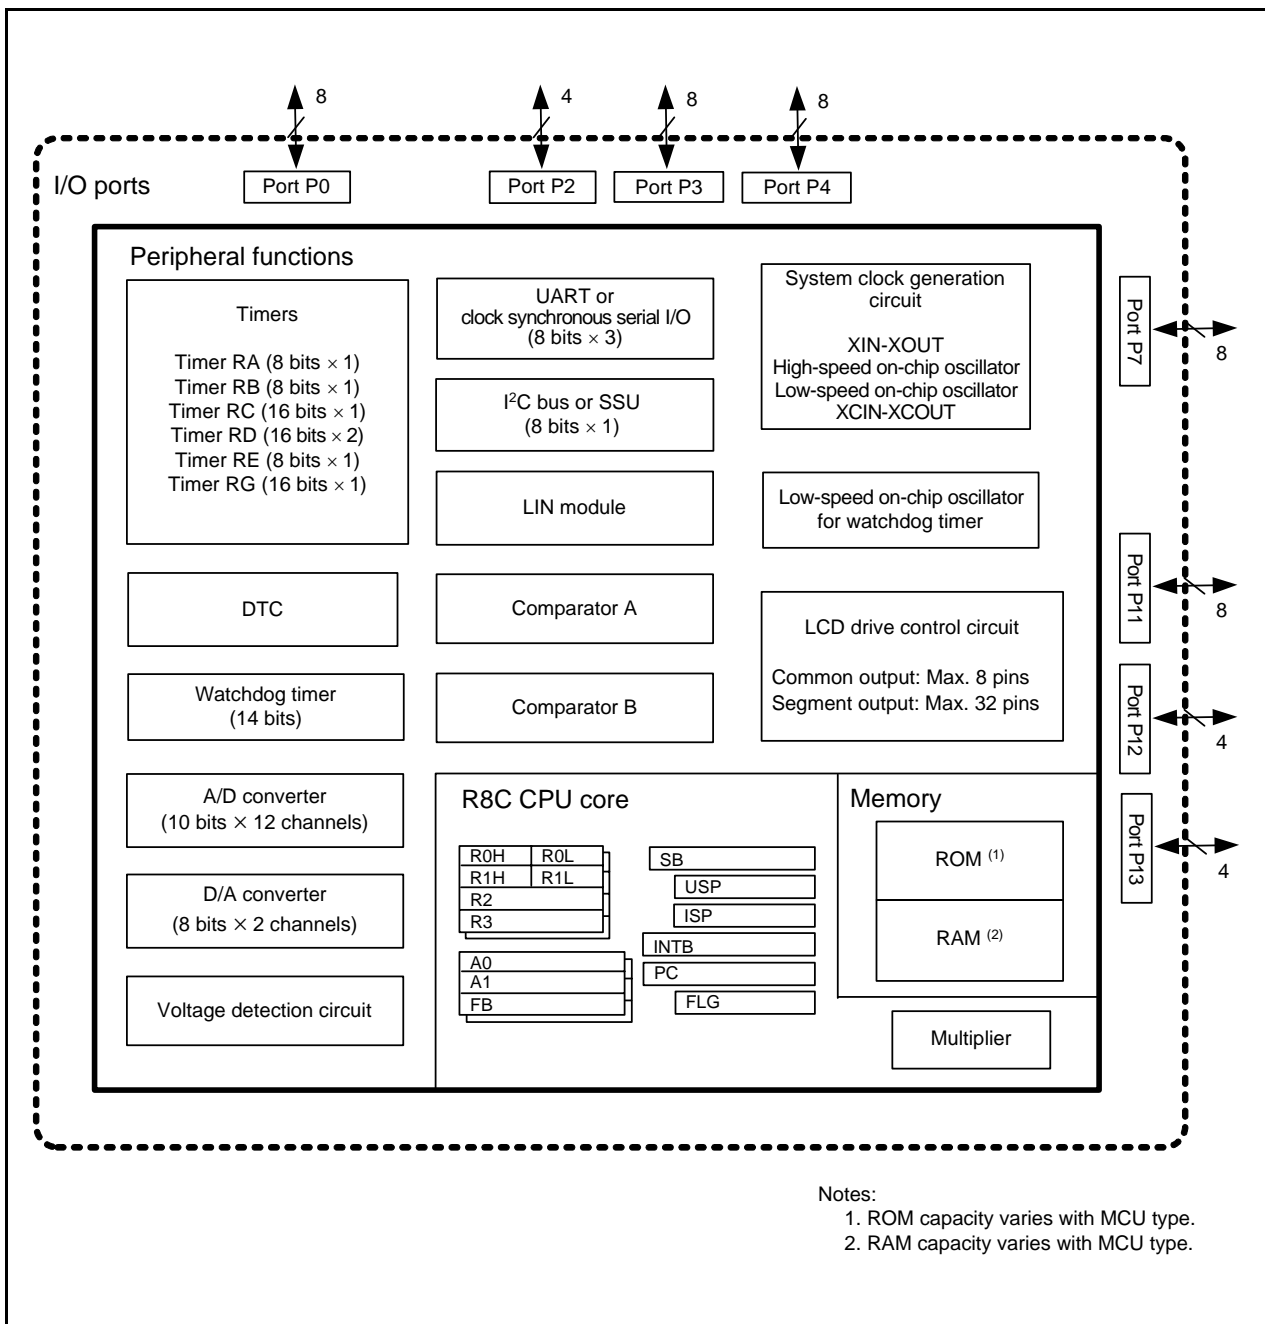 8
4
8
8
I/O ports
Port P0
Port P2
Port P3
Port P4
Peripheral functions
Timers
Timer RA (8 bits × 1)
Timer RB (8 bits × 1)
Timer RC (16 bits × 1)
Timer RD (16 bits × 2)
Timer RE (8 bits × 1)
Timer RG (16 bits × 1)
DTC
Watchdog timer
(14 bits)
A/D converter
(10 bits × 12 channels)
D/A converter
(8 bits × 2 channels)
Voltage detection circuit
UART or
clock synchronous serial I/O
(8 bits × 3)
I²C bus or SSU
(8 bits × 1)
LIN module
Comparator A
Comparator B
System clock generation
circuit
XIN-XOUT
High-speed on-chip oscillator
Low-speed on-chip oscillator
XCIN-XCOUT
Low-speed on-chip oscillator
for watchdog timer
LCD drive control circuit
Common output: Max. 8 pins
Segment output: Max. 32 pins
R8C CPU core
R0H R0L
R1H R1L
R2
R3
A0
A1
FB
SB
USP
ISP
INTB
PC
FLG
Memory
ROM (1)
RAM (2)
Multiplier
Port P7
8
Port P11
8
Port P12
4
Port P13
4
Notes:
1. ROM capacity varies with MCU type.
2. RAM capacity varies with MCU type.